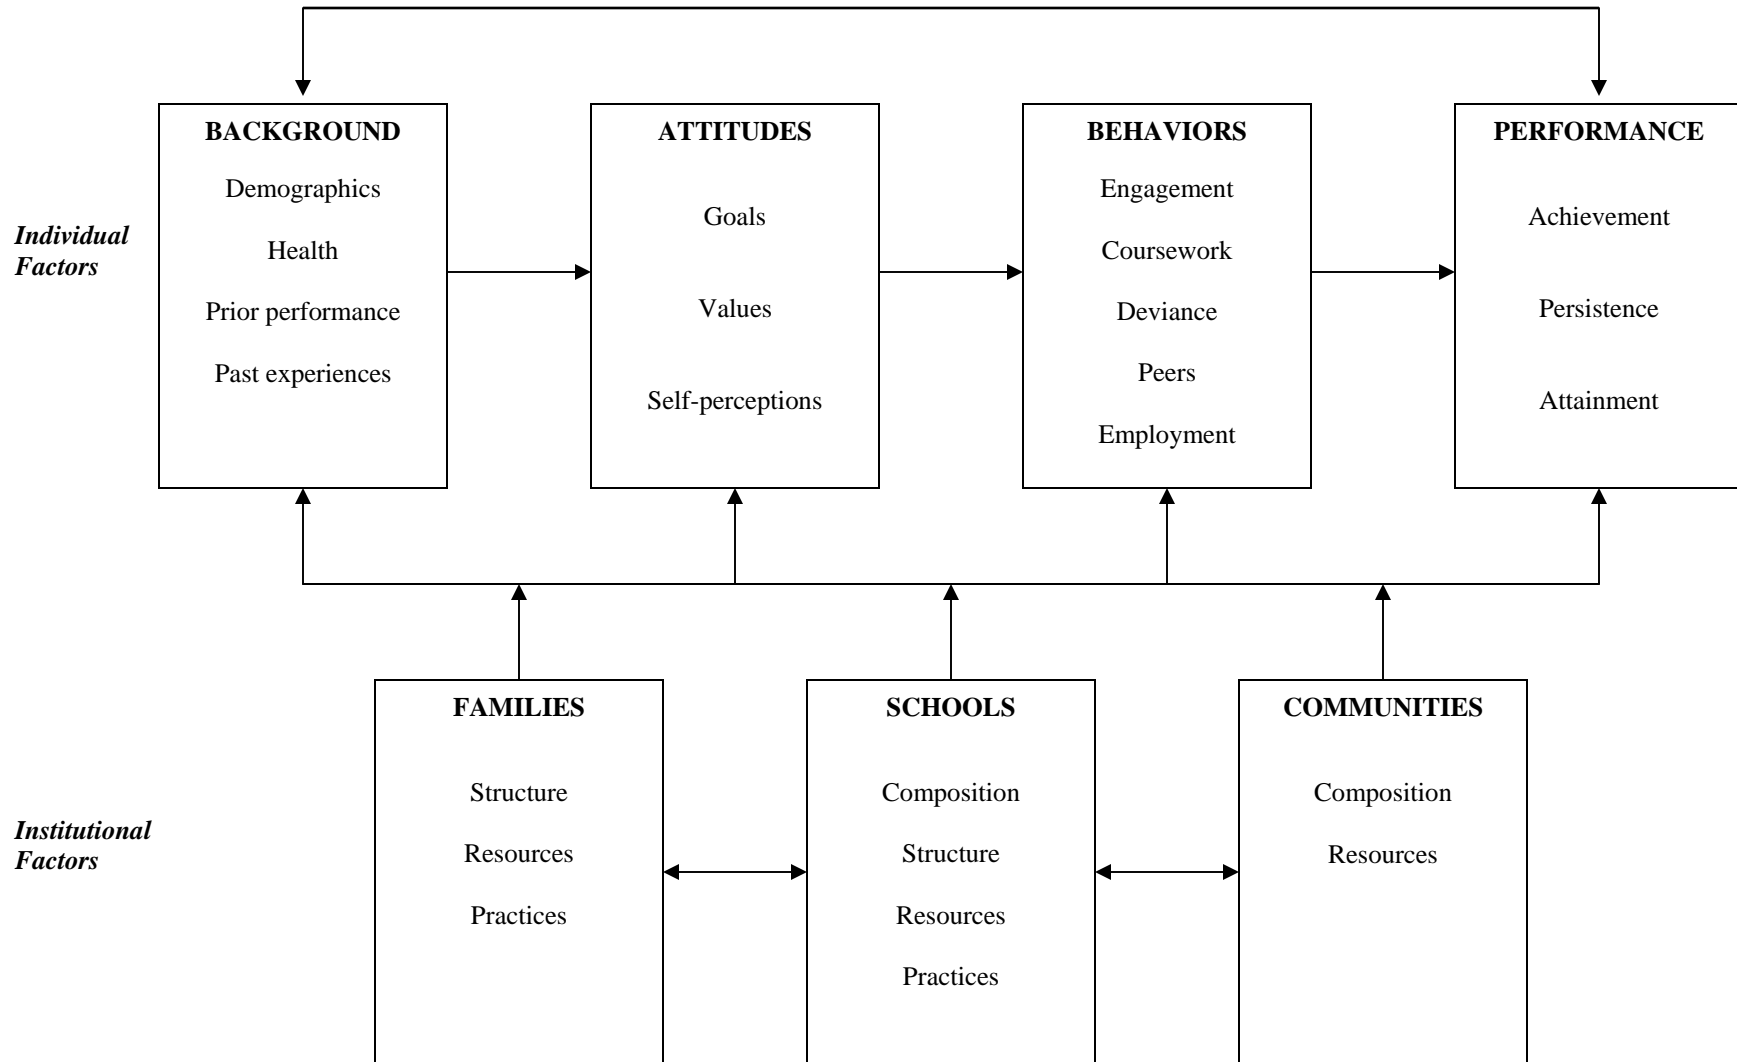 BACKGROUND
Demographics
Health
Prior performance
Past experiences
ATTITUDES
Goals
Values
Self-perceptions
BEHAVIORS
Engagement
Coursework
Deviance
Peers
Employment
PERFORMANCE
Achievement
Persistence
Attainment
Individual
Factors
FAMILIES
Structure
Resources
Practices
SCHOOLS
Composition
Structure
Resources
Practices
COMMUNITIES
Composition
Resources
Institutional
Factors